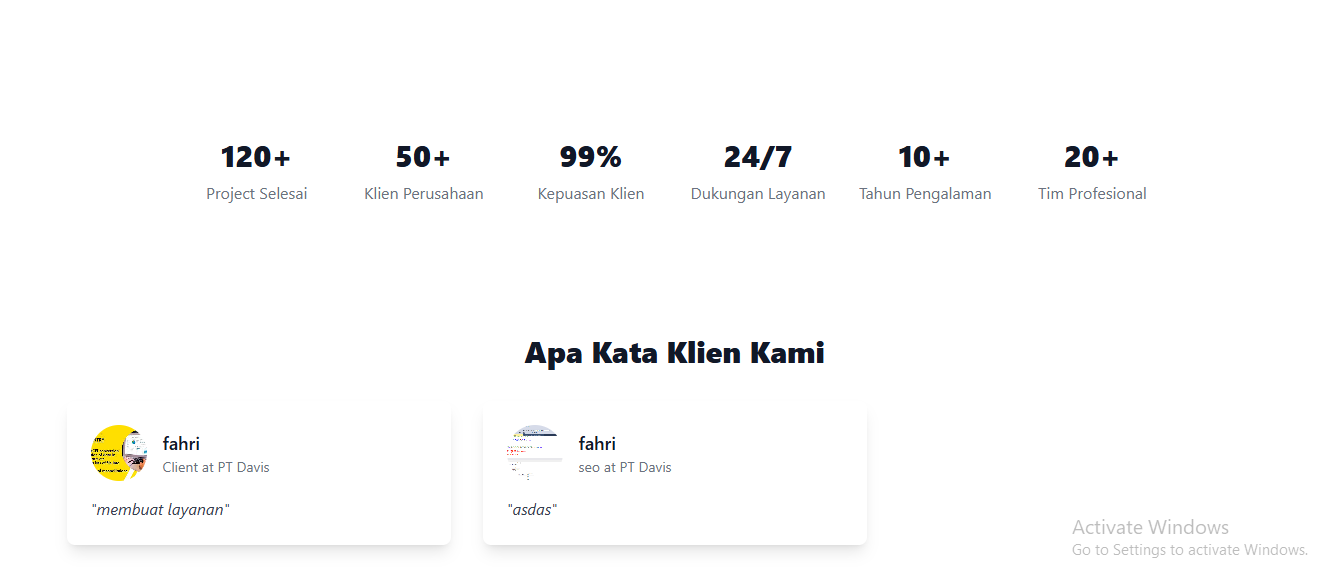 120+ 50+ 99% 24/7 10+ 20+
Project Selesai Klien Perusahaan Kepuasan Klien Dukungan Layanan Tahun Pengalaman Tim Profesional
Apa Kata Klien Kami
fahri
Client at PT Davis
"membuat layanan"
fahri
seo at PT Davis
"asdas"
Activate Windows
Go to Settings to activate Windows.